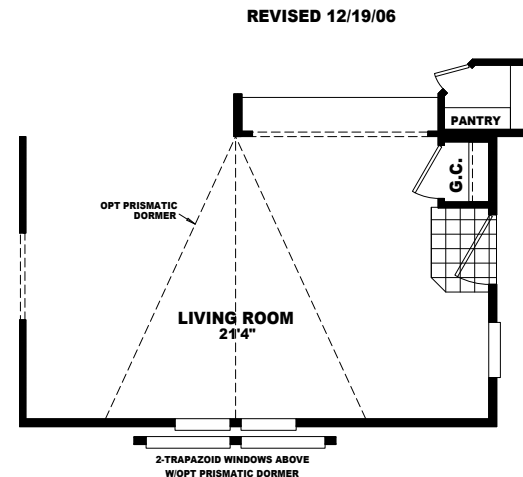 REVISED 12/19/06
PANTRY
G.C.
OPT PRISMATIC
DORMER
LIVING ROOM
21'4"
2-TRAPAZOID WINDOWS ABOVE
W/OPT PRISMATIC DORMER